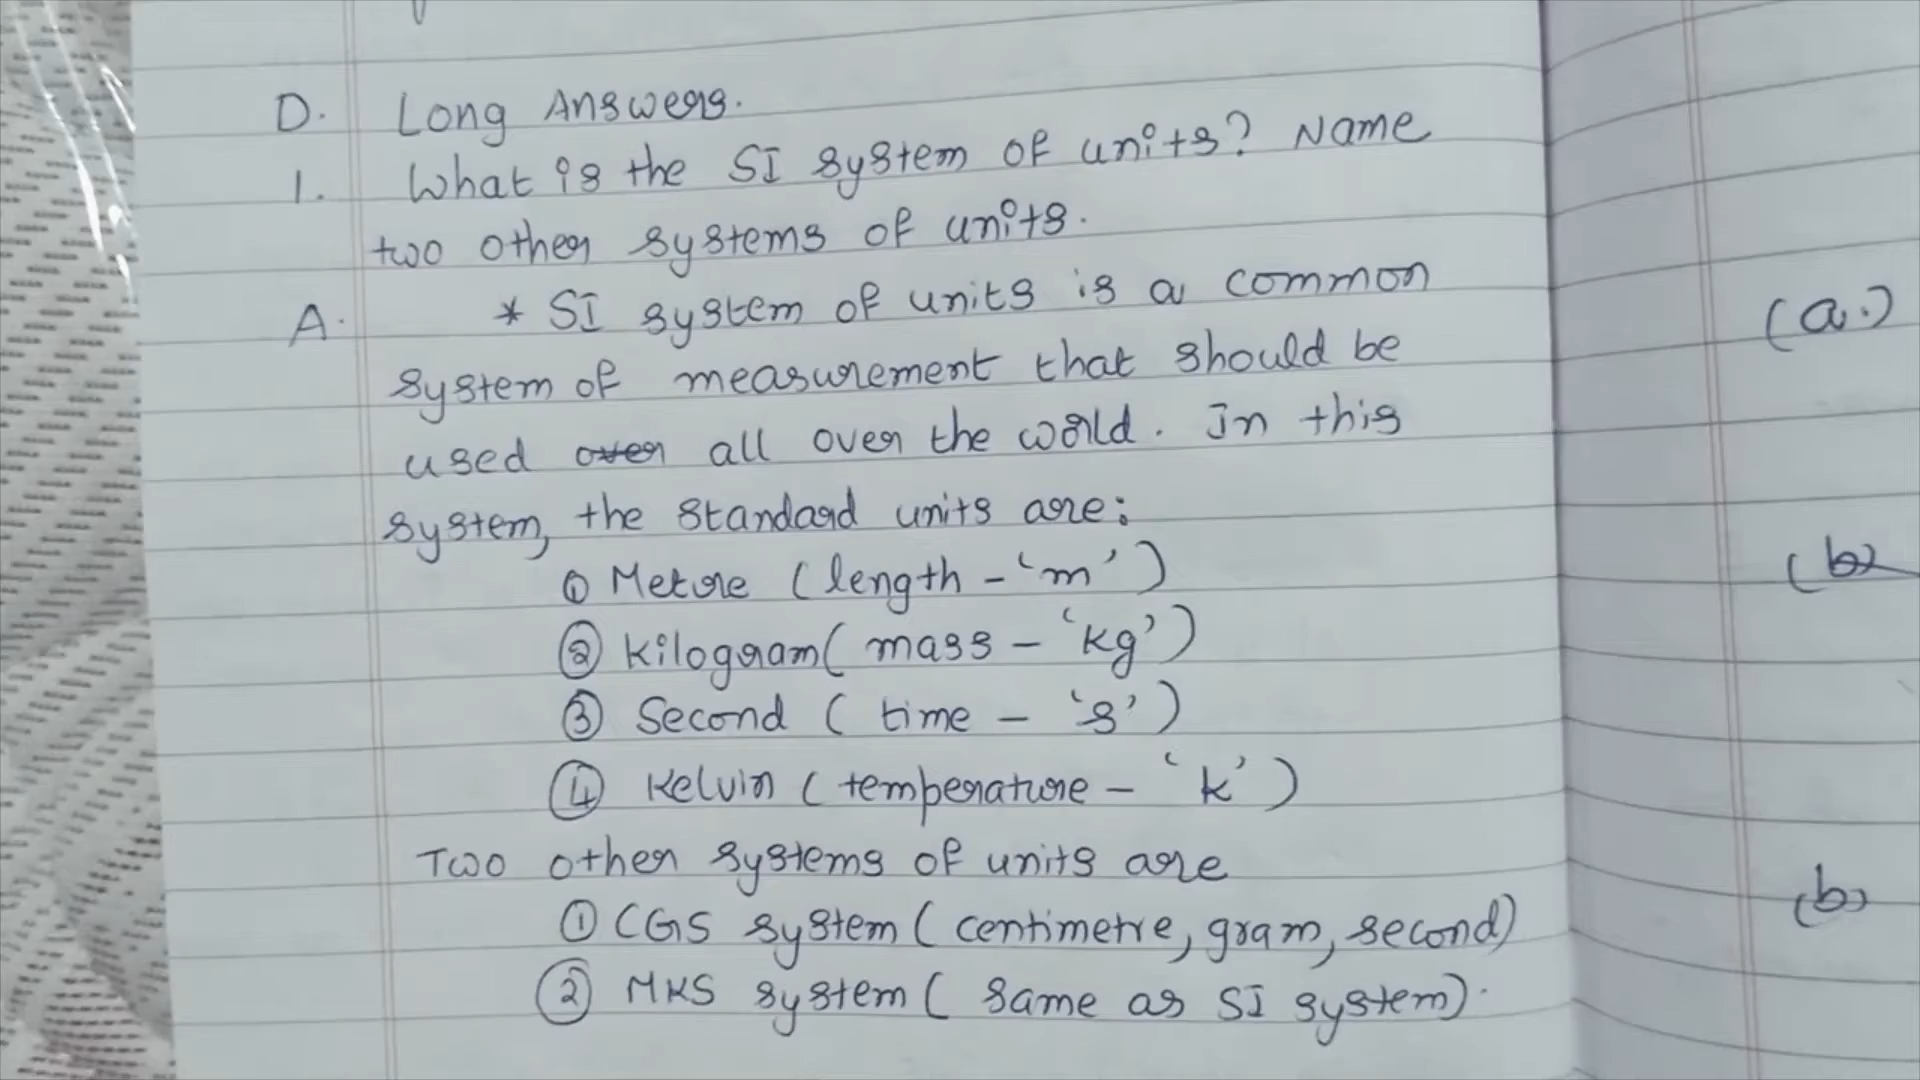 D. Long Answers.
1. What is the SI system of units? Name
two other systems of units.
A. * SI system of units is a common
system of measurement that should be
used over all over the world. In this
system, the standard units are:
① Metre (length - 'm')
② Kilogram (mass - 'kg')
③ Second (time - 's')
④ Kelvin (temperature - 'k')
Two other systems of units are
① CGS system (centimetre, gram, second)
② MKS system (same as SI system).
(a.)
(b)
(b)